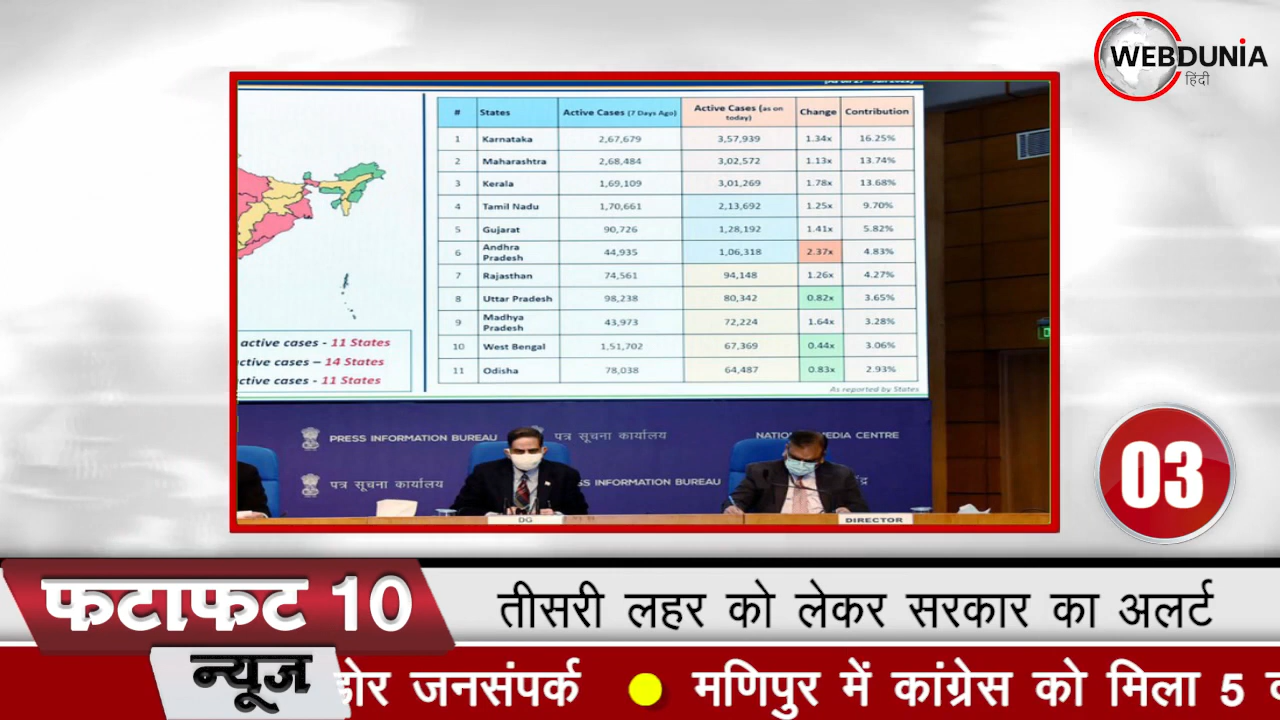 WEBDUNIA
हिंदी
# States Active Cases (7 Days Ago) Active Cases (as on today) Change Contribution
1 Karnataka 2,67,679 3,57,939 1.34x 16.25%
2 Maharashtra 2,68,484 3,02,572 1.13x 13.74%
3 Kerala 1,69,109 3,01,269 1.78x 13.68%
4 Tamil Nadu 1,70,661 2,13,692 1.25x 9.70%
5 Gujarat 90,726 1,28,192 1.41x 5.82%
6 Andhra Pradesh 44,935 1,06,318 2.37x 4.83%
7 Rajasthan 74,561 94,148 1.26x 4.27%
8 Uttar Pradesh 98,238 80,342 0.82x 3.65%
9 Madhya Pradesh 43,973 72,224 1.64x 3.28%
10 West Bengal 1,51,702 67,369 0.44x 3.06%
11 Odisha 78,038 64,487 0.83x 2.93%
As reported by States
active cases - 11 States
ctive cases – 14 States
ctive cases - 11 States
PRESS INFORMATION BUREAU पत्र सूचना कार्यालय MEDIA CENTRE
पत्र सूचना कार्यालय SS INFORMATION BUREAU
DG
DIRECTOR
03
फटाफट 10
न्यूज
तीसरी लहर को लेकर सरकार का अलर्ट
डोर जनसंपर्क मणिपुर में कांग्रेस को मिला 5